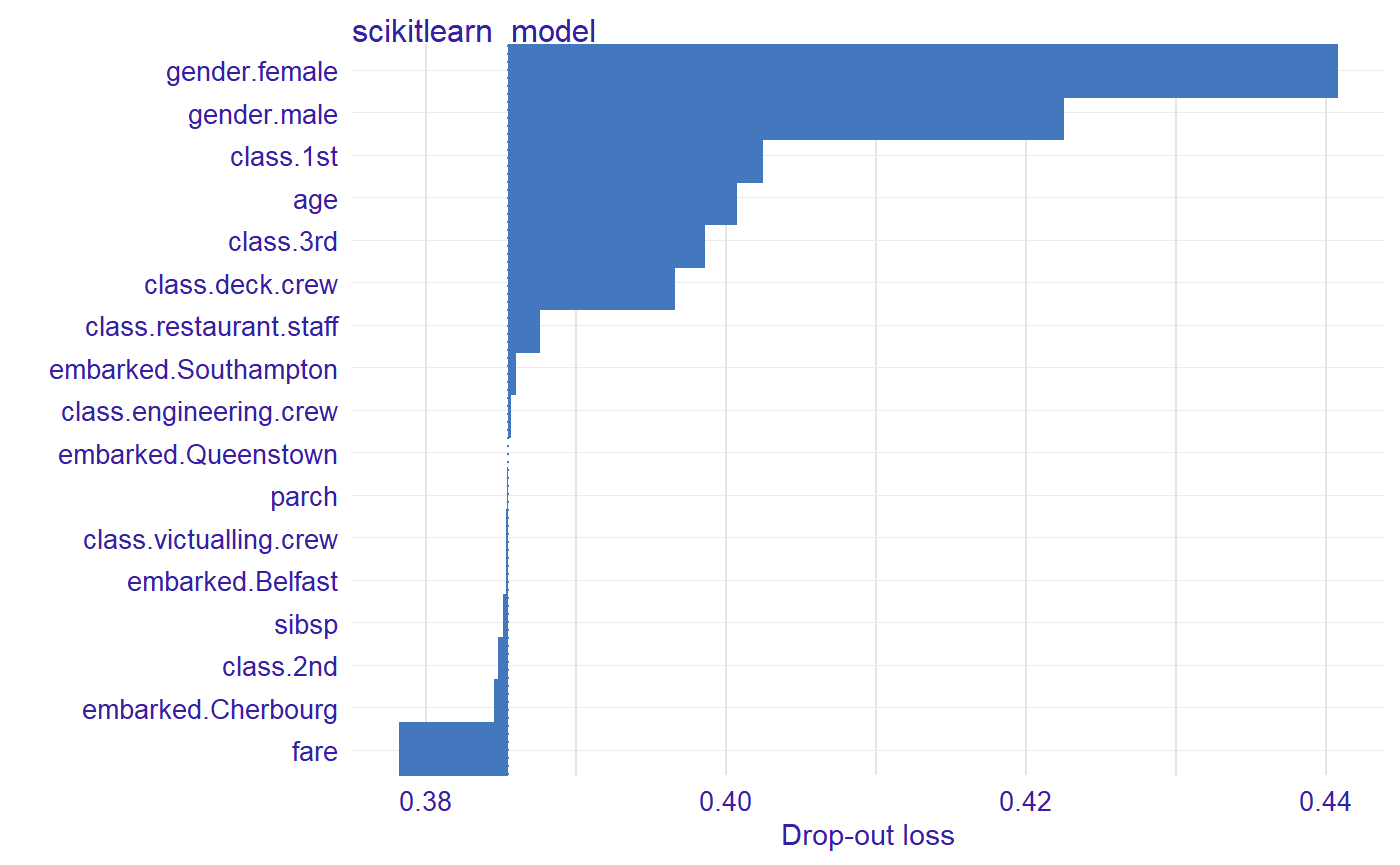 scikitlearn_model
gender.female
gender.male
class.1st
age
class.3rd
class.deck.crew
class.restaurant.staff
embarked.Southampton
class.engineering.crew
embarked.Queenstown
parch
class.victualling.crew
embarked.Belfast
sibsp
class.2nd
embarked.Cherbourg
fare
0.38 0.40 0.42 0.44
Drop-out loss